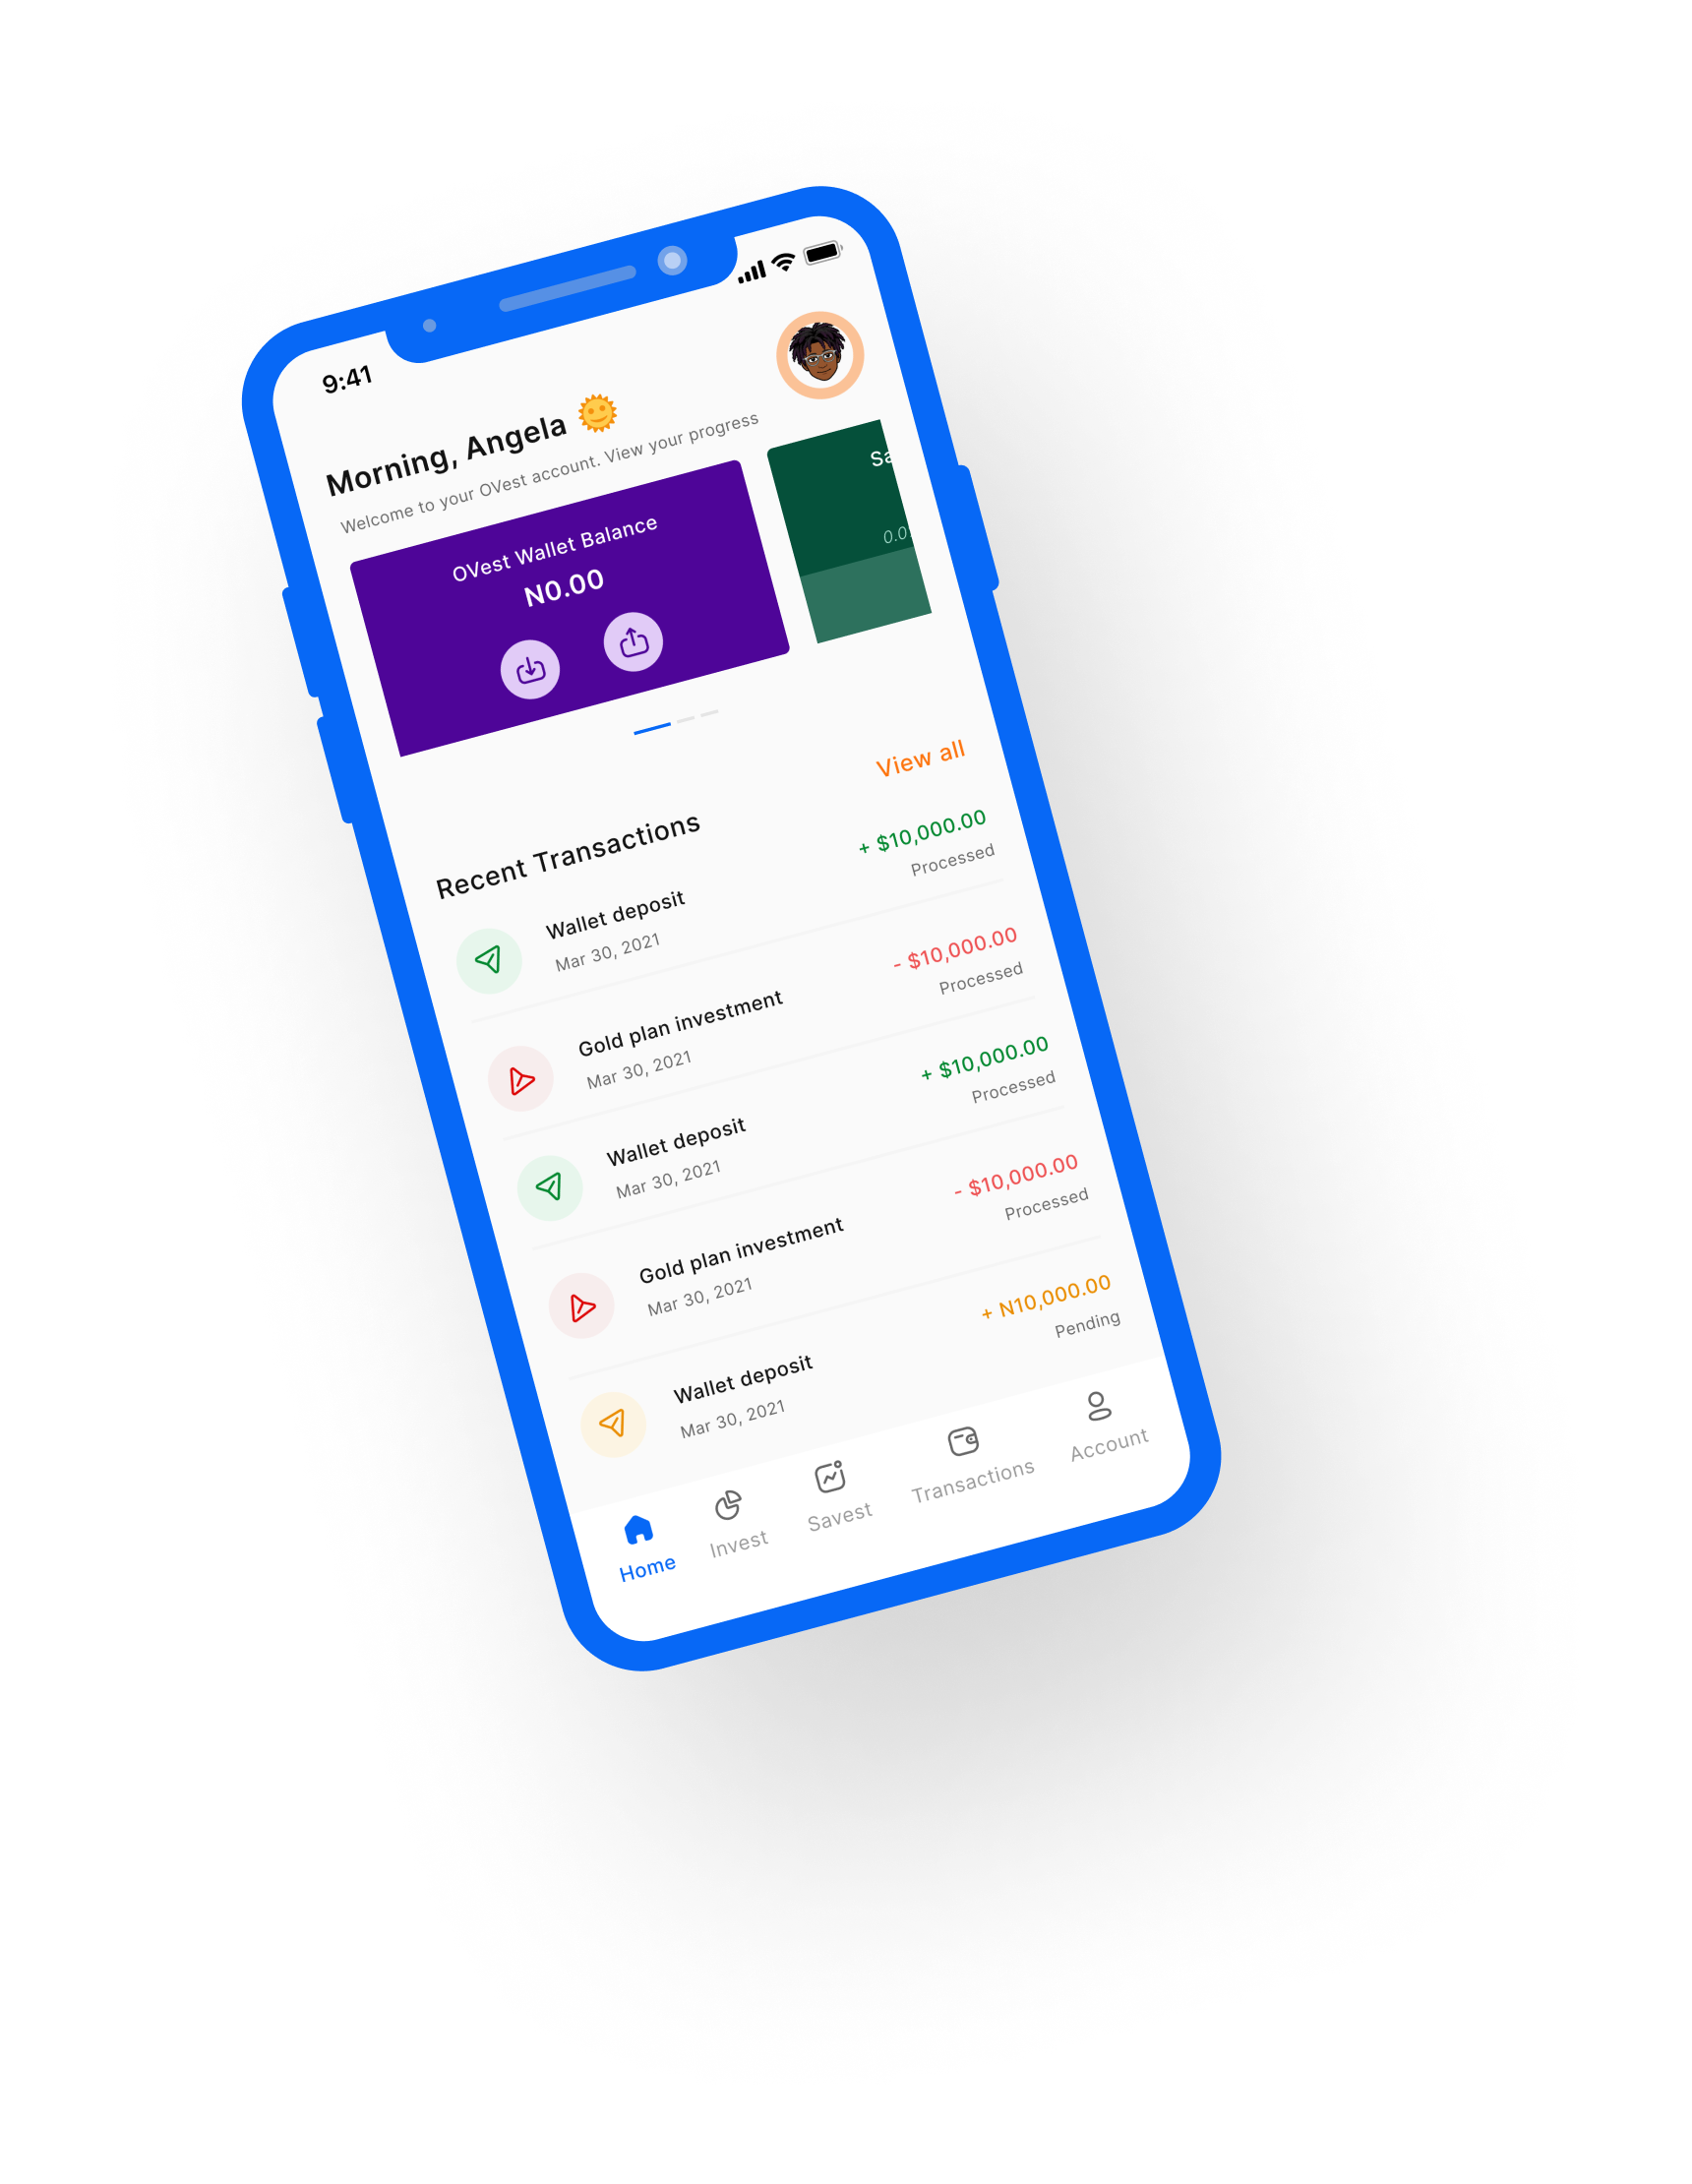 9:41
Morning, Angela
Welcome to your OVest account. View your progress
OVest Wallet Balance
N0.00
Sa
0.0
View all
Recent Transactions
Wallet deposit
+ $10,000.00
Mar 30, 2021
Processed
Gold plan investment
- $10,000.00
Mar 30, 2021
Processed
Wallet deposit
+ $10,000.00
Mar 30, 2021
Processed
Gold plan investment
- $10,000.00
Mar 30, 2021
Processed
Wallet deposit
+ N10,000.00
Mar 30, 2021
Pending
Home
Invest
Savest
Transactions
Account